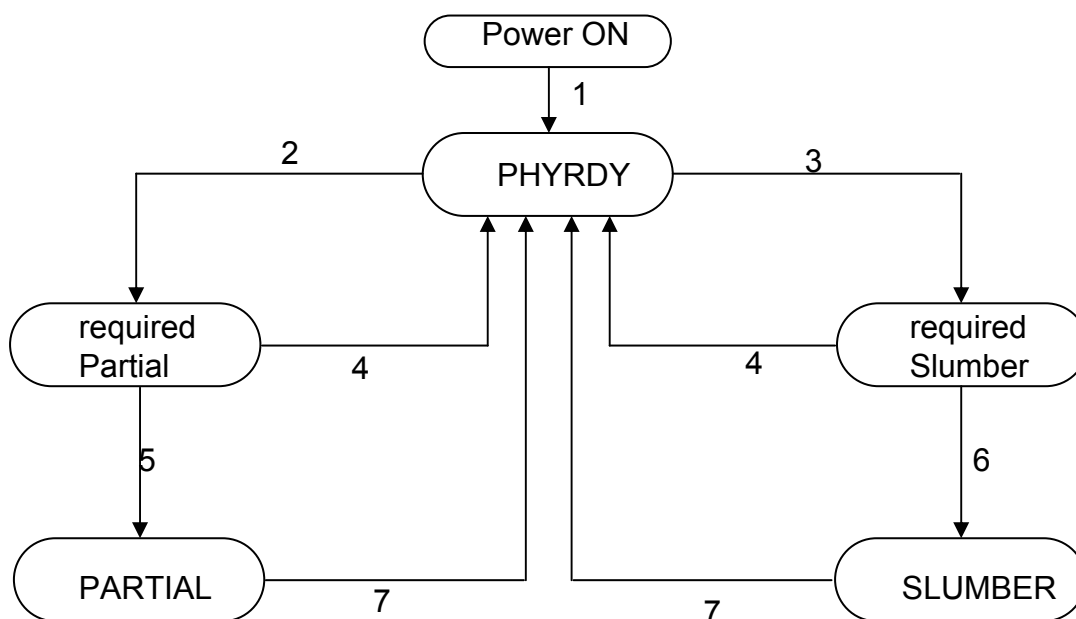 Power ON
1
2
PHYRDY
3
required
Partial
4
required
Slumber
4
5
6
PARTIAL
7
SLUMBER
7